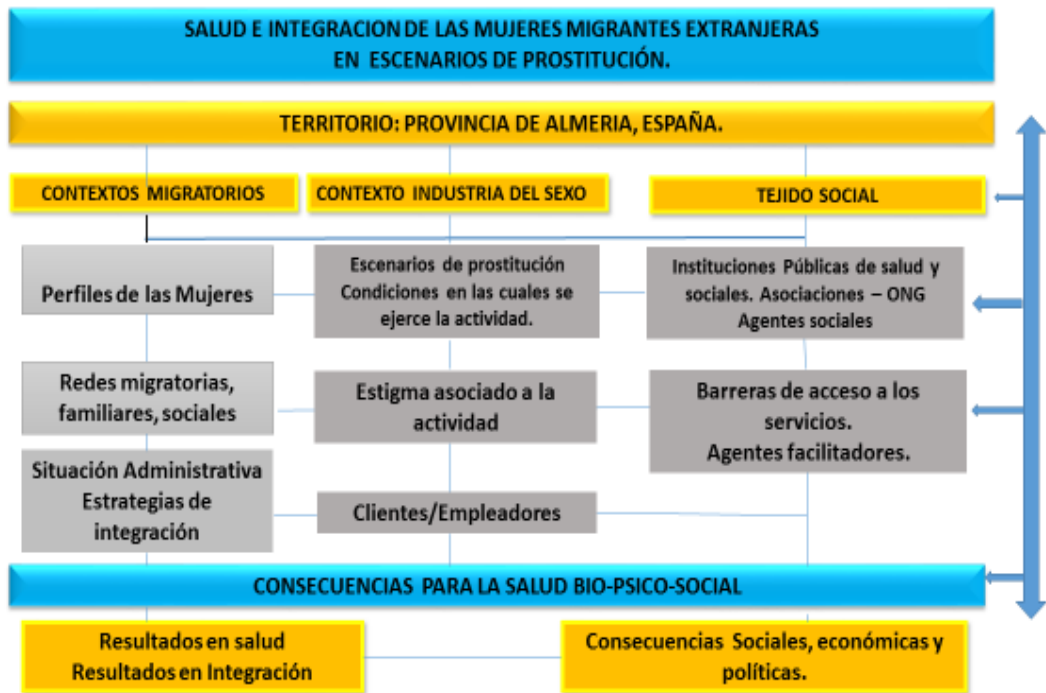 SALUD E INTEGRACION DE LAS MUJERES MIGRANTES EXTRANJERAS
EN ESCENARIOS DE PROSTITUCIÓN.
TERRITORIO: PROVINCIA DE ALMERIA, ESPAÑA.
CONTEXTOS MIGRATORIOS
CONTEXTO INDUSTRIA DEL SEXO
TEJIDO SOCIAL
Perfiles de las Mujeres
Escenarios de prostitución
Condiciones en las cuales se
ejerce la actividad.
Instituciones Públicas de salud y
sociales. Asociaciones – ONG
Agentes sociales
Redes migratorias,
familiares, sociales
Estigma asociado a la
actividad
Barreras de acceso a los
servicios.
Agentes facilitadores.
Situación Administrativa
Estrategias de
integración
Clientes/Empleadores
CONSECUENCIAS PARA LA SALUD BIO-PSICO-SOCIAL
Resultados en salud
Resultados en Integración
Consecuencias Sociales, económicas y
políticas.